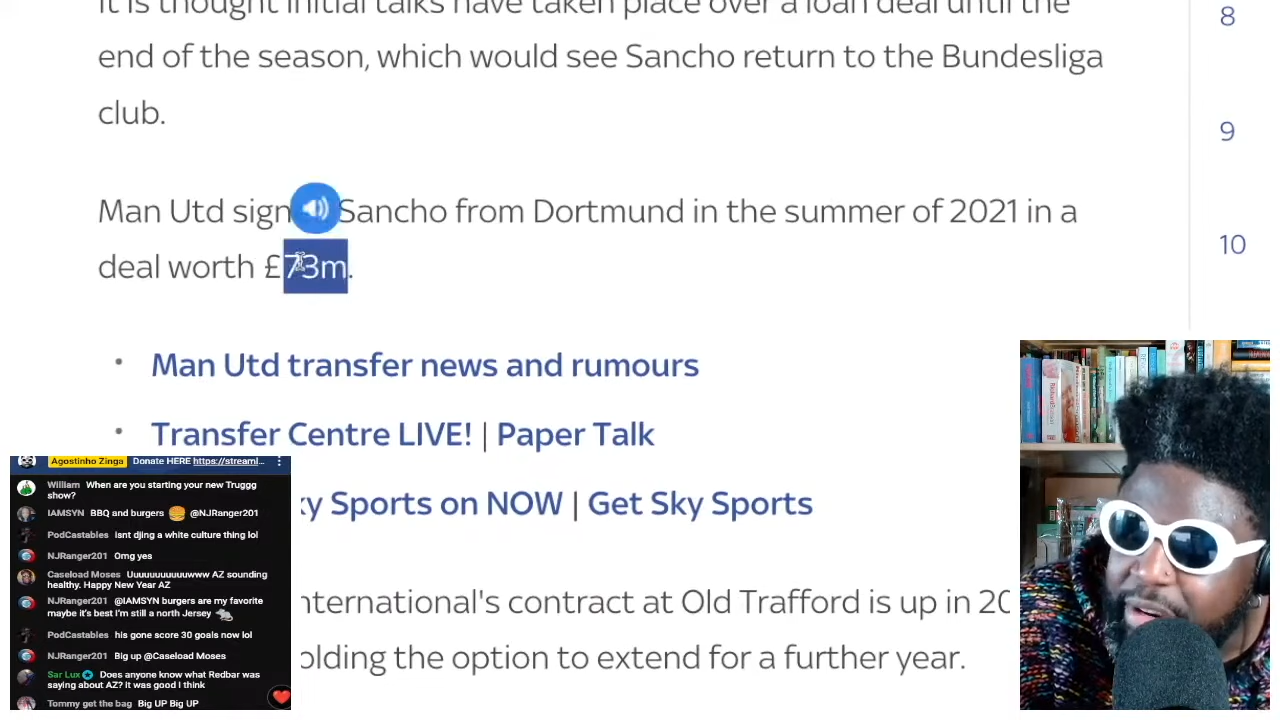 It is thought initial talks have taken place over a loan deal until the
end of the season, which would see Sancho return to the Bundesliga
club.
Man Utd sign Sancho from Dortmund in the summer of 2021 in a
deal worth £73m.
Man Utd transfer news and rumours
Transfer Centre LIVE! | Paper Talk
ky Sports on NOW | Get Sky Sports
nternational's contract at Old Trafford is up in 20
olding the option to extend for a further year.
8
9
10
Agostinho Zinga Donate HERE https://streaml...
William When are you starting your new Truggg
show?
IAMSYN BBQ and burgers 🍔 @NJRanger201
PodCastables Isnt djing a white culture thing lol
NJRanger201 Omg yes
Caseload Moses Uuuuuuuuuuwww AZ sounding
healthy. Happy New Year AZ
NJRanger201 @IAMSYN burgers are my favorite
maybe it's best I'm still a north Jersey 🐀
PodCastables his gone score 30 goals now lol
NJRanger201 Big up @Caseload Moses
Sar Lux Does anyone know what Redbar was
saying about AZ? it was good I think
Tommy get the bag Big UP Big UP